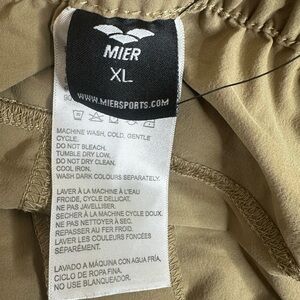 MIER
XL
WWW.MIERSPORTS.COM
MACHINE WASH, COLD, GENTLE
CYCLE.
DO NOT BLEACH.
TUMBLE DRY LOW.
DO NOT DRY CLEAN.
COOL IRON.
WASH DARK COLOURS SEPARATELY.
LAVER À LA MACHINE À L'EAU
FROIDE, CYCLE DELICAT.
NE PAS JAVELLISER.
SÉCHER À LA MACHINE CYCLE DOUX.
NE PAS NETTOYER À SEC.
REPASSER AU FER FROID.
LAVER LES COULEURS FONCÉES
SÉPARÉMENT.
LAVADO A MÁQUINA CON AGUA FRÍA,
CICLO DE ROPA FINA.
NO USE BLANQUEADOR.